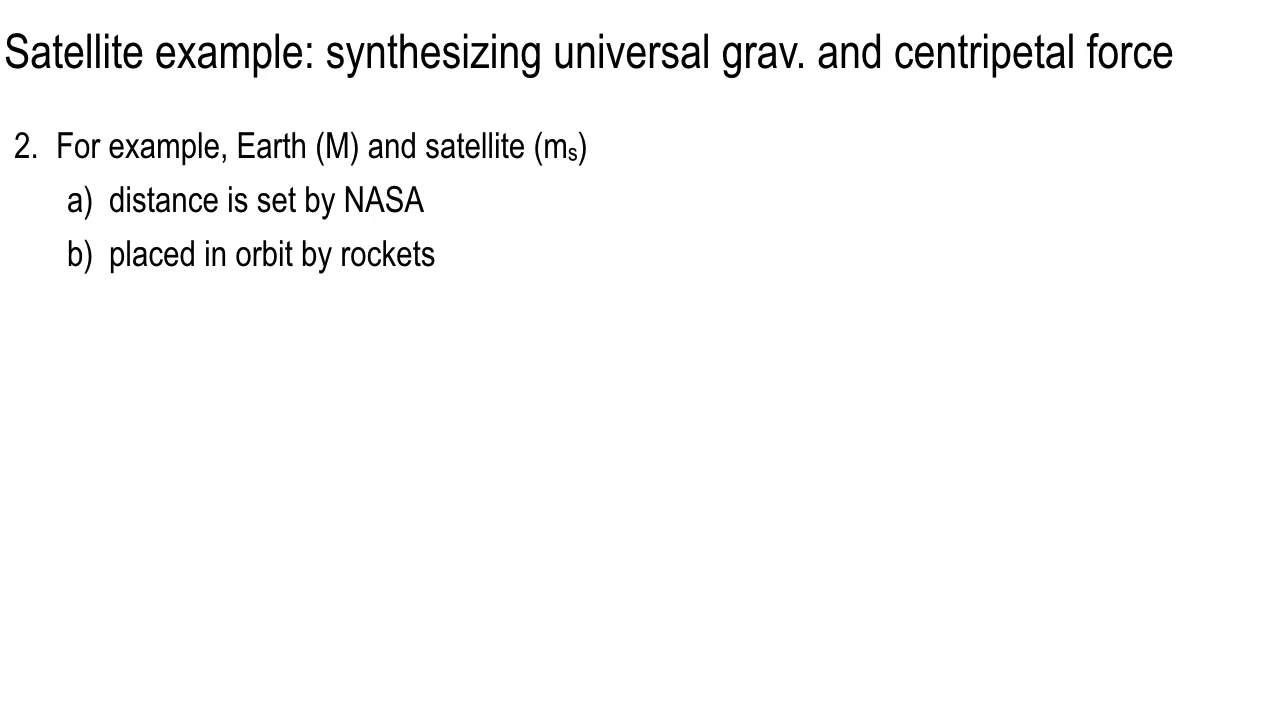 Satellite example: synthesizing universal grav. and centripetal force
2. For example, Earth (M) and satellite (mₛ)
a) distance is set by NASA
b) placed in orbit by rockets